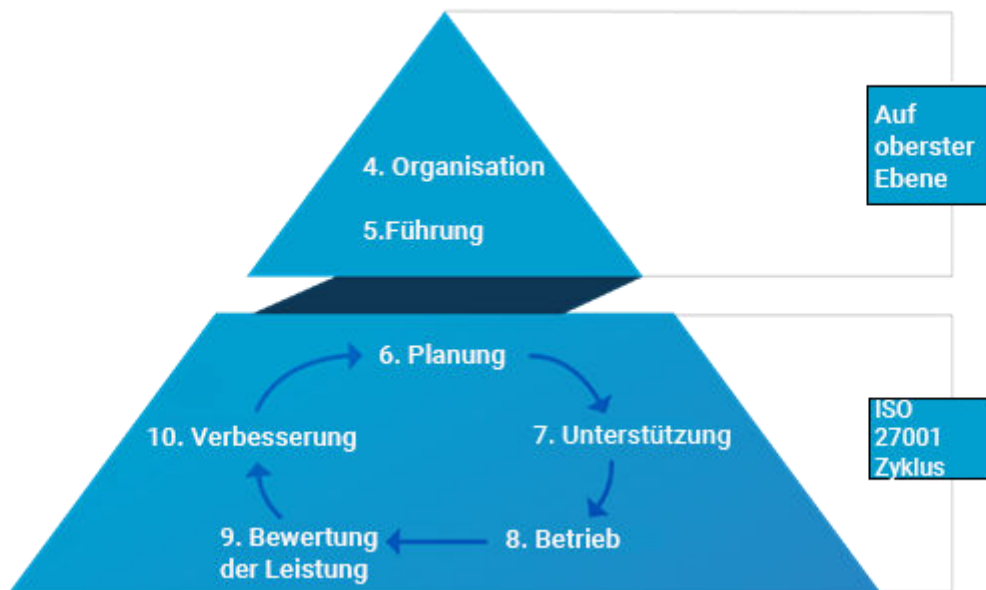 4. Organisation
5.Führung
Auf
oberster
Ebene
6. Planung
7. Unterstützung
8. Betrieb
9. Bewertung
der Leistung
10. Verbesserung
ISO
27001
Zyklus